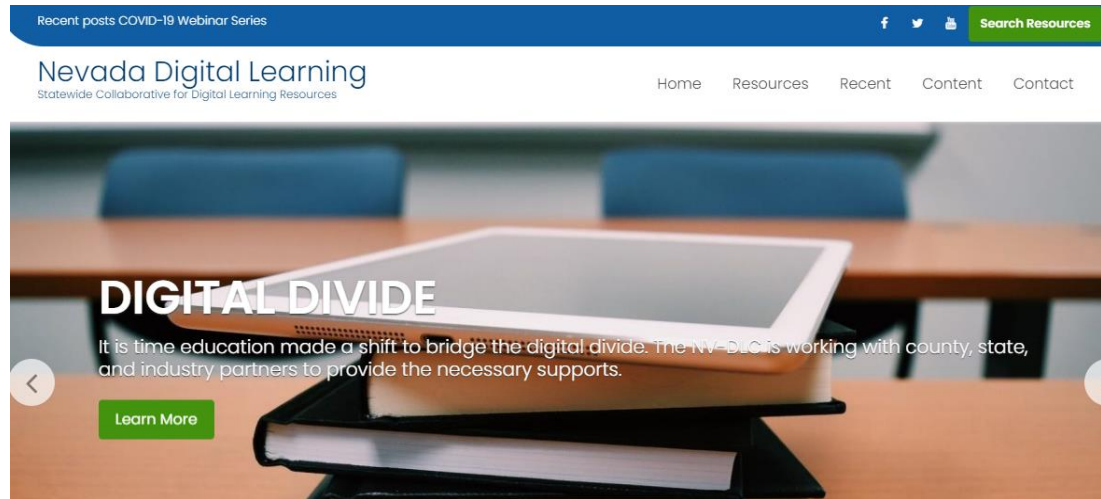 Recent posts COVID-19 Webinar Series
Search Resources
Nevada Digital Learning
Statewide Collaborative for Digital Learning Resources
Home Resources Recent Content Contact
DIGITAL DIVIDE
It is time education made a shift to bridge the digital divide. The NV-DLC is working with county, state,
and industry partners to provide the necessary supports.
Learn More